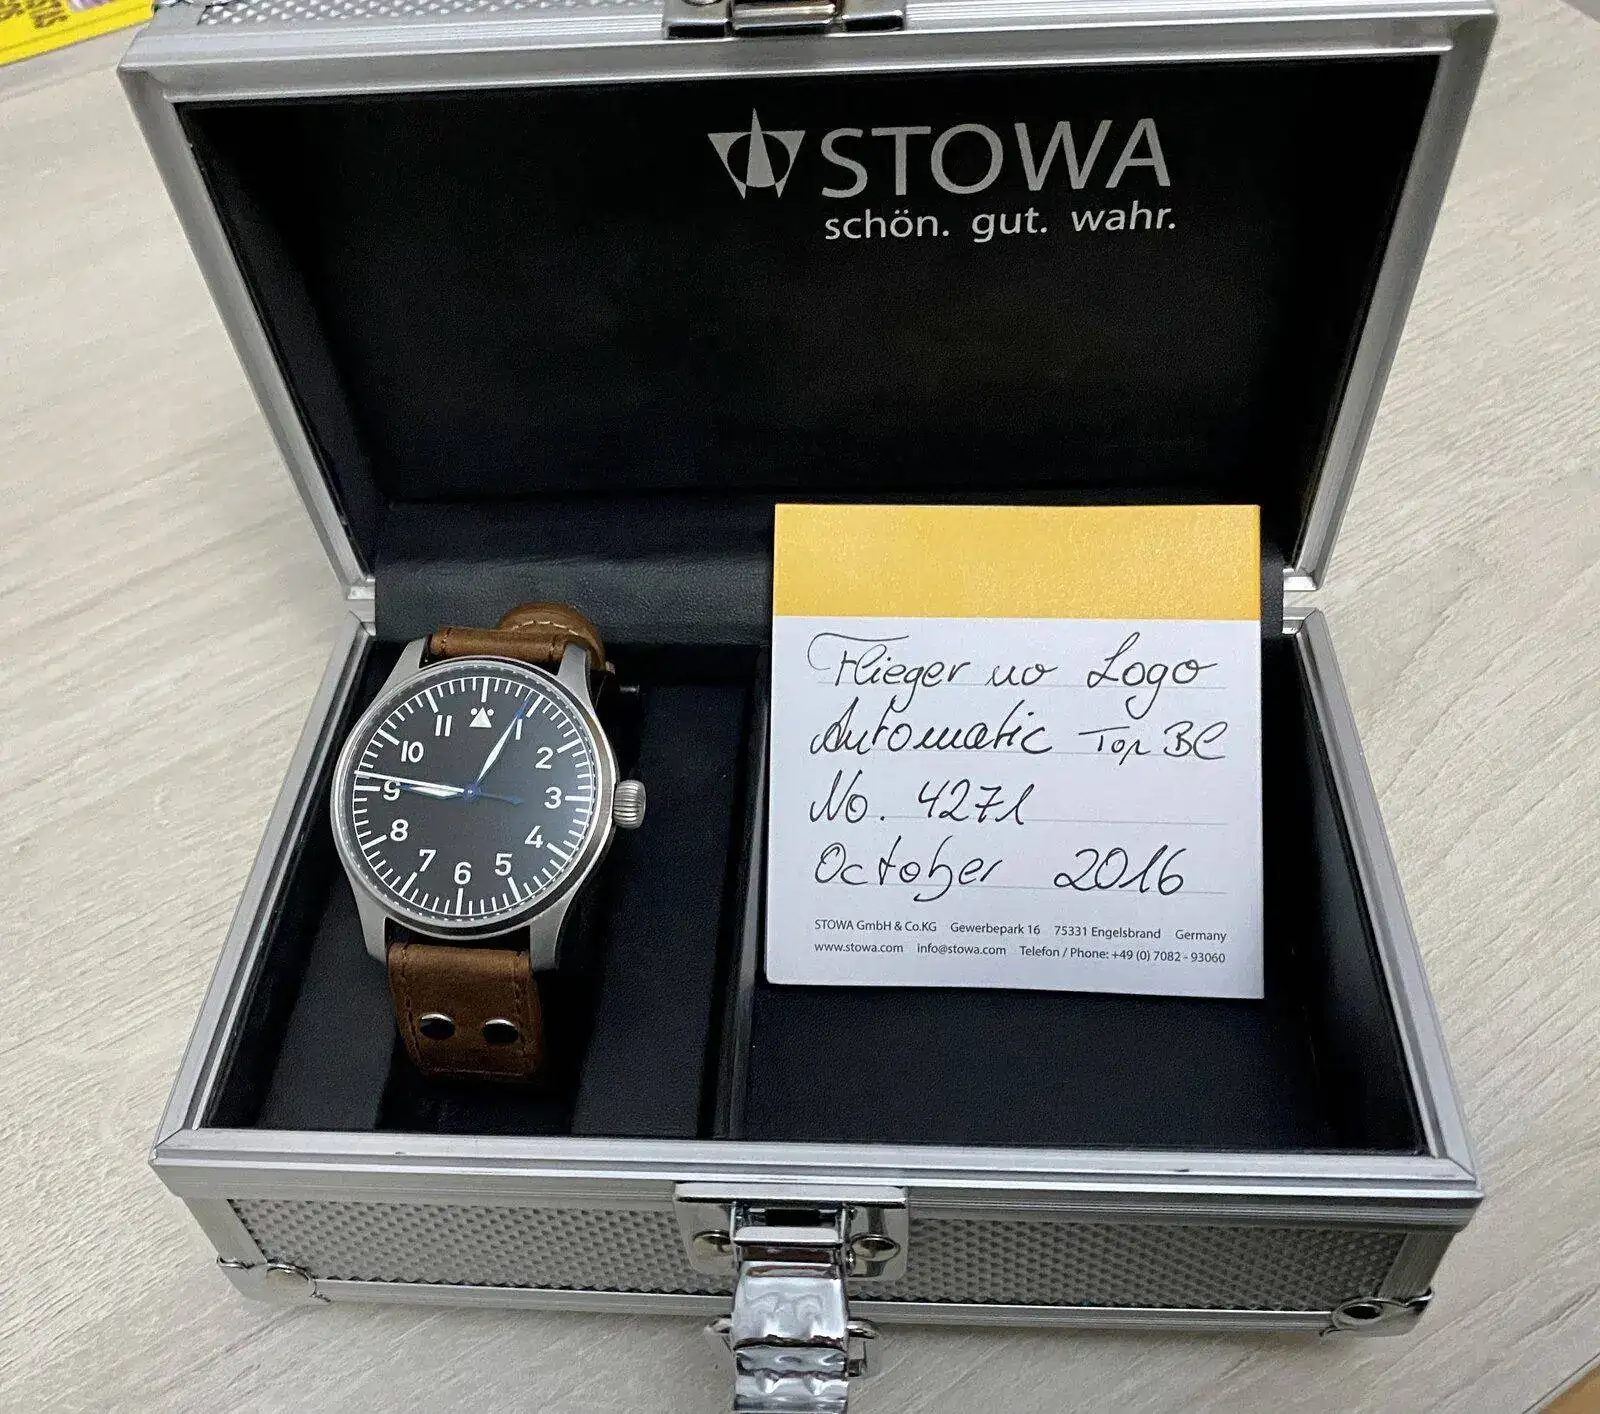 STOWA
schön. gut. wahr.
Flieger no Logo
Automatic Top BC
No. 4271
October 2016
STOWA GmbH & Co.KG Gewerbepark 16 75331 Engelsbrand Germany
www.stowa.com info@stowa.com Telefon / Phone: +49 (0) 7082 - 93060
11
1
10
2
9
3
8
4
7
5
6